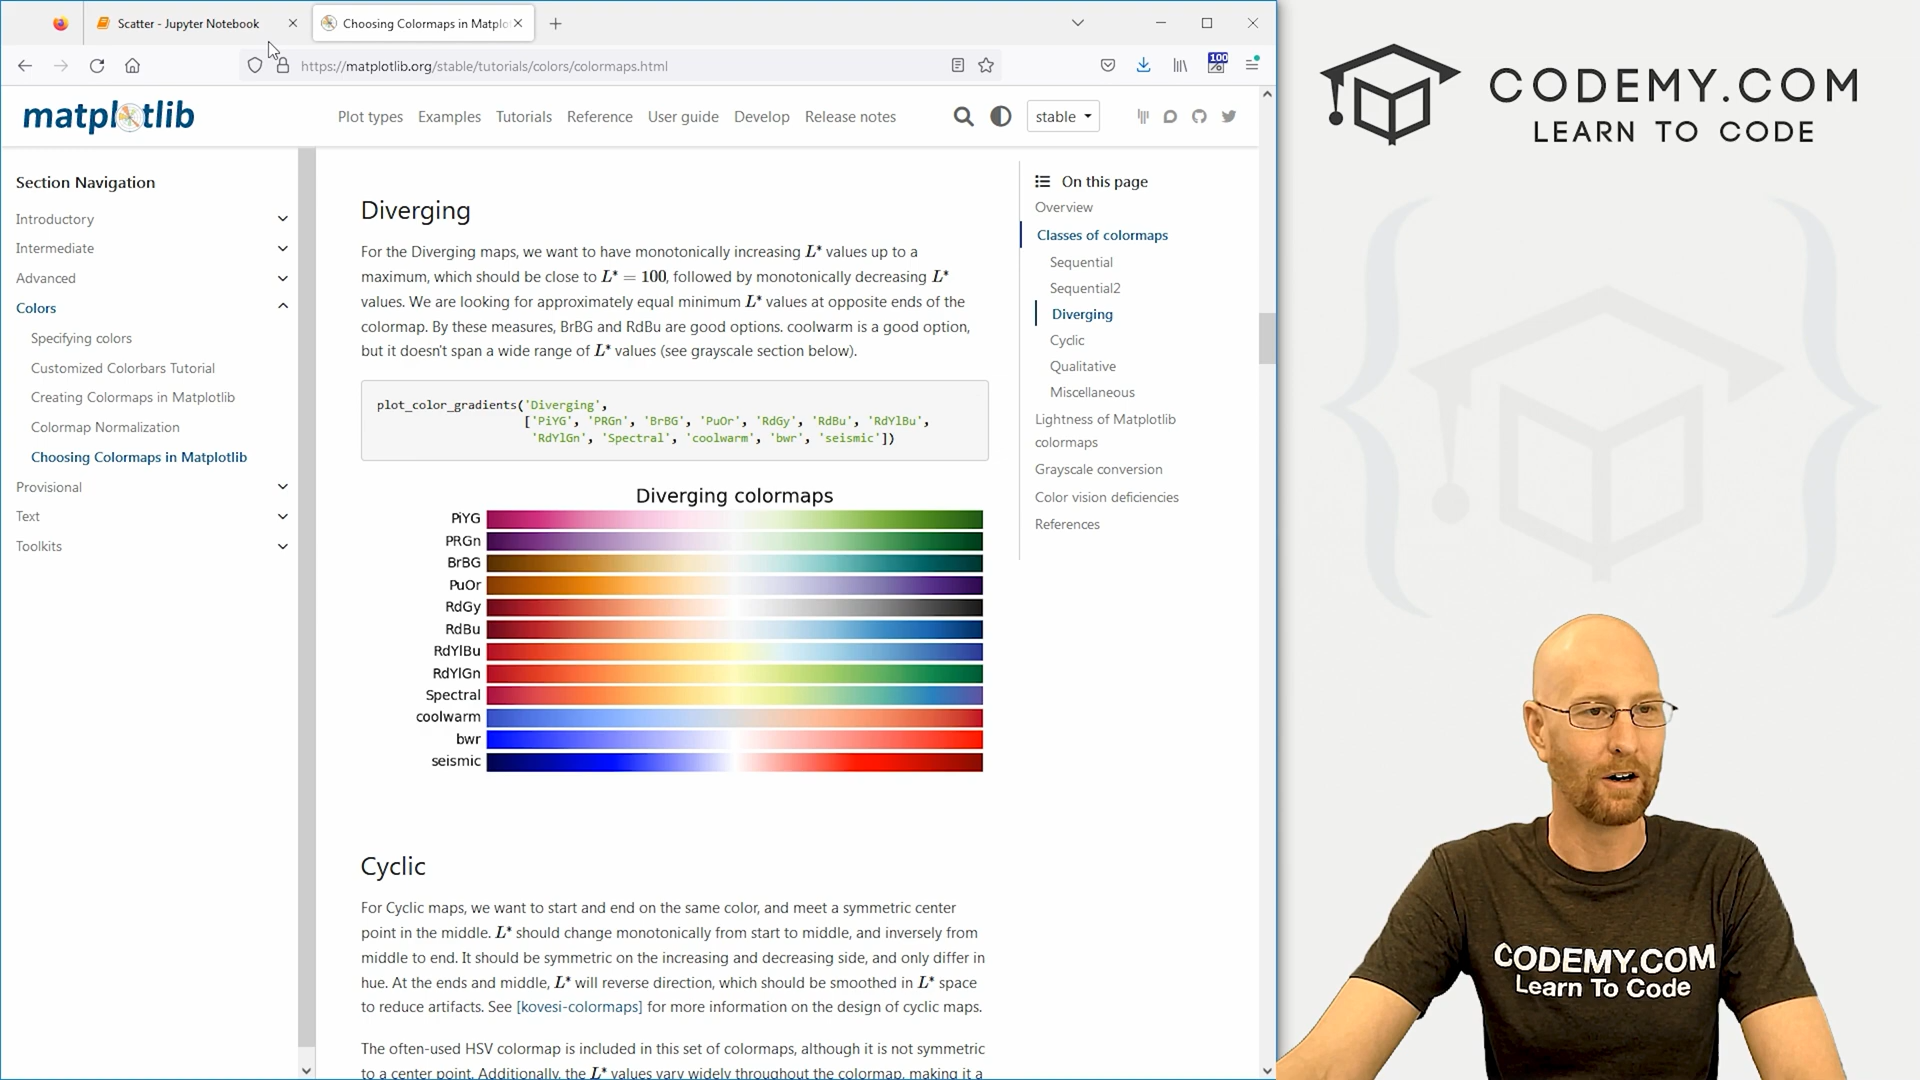 Scatter - Jupyter Notebook
Choosing Colormaps in Matplo
https://matplotlib.org/stable/tutorials/colors/colormaps.html
100
matplotlib
Plot types
Examples
Tutorials
Reference
User guide
Develop
Release notes
stable
Section Navigation
Introductory
Intermediate
Advanced
Colors
Specifying colors
Customized Colorbars Tutorial
Creating Colormaps in Matplotlib
Colormap Normalization
Choosing Colormaps in Matplotlib
Provisional
Text
Toolkits
Diverging
For the Diverging maps, we want to have monotonically increasing L* values up to a
maximum, which should be close to L* = 100, followed by monotonically decreasing L*
values. We are looking for approximately equal minimum L* values at opposite ends of the
colormap. By these measures, BrBG and RdBu are good options. coolwarm is a good option,
but it doesn't span a wide range of L* values (see grayscale section below).
plot_color_gradients('Diverging',
['PiYG', 'PRGn', 'BrBG', 'PuOr', 'RdGy', 'RdBu', 'RdYlBu',
'RdYlGn', 'Spectral', 'coolwarm', 'bwr', 'seismic'])
Diverging colormaps
PiYG
PRGn
BrBG
PuOr
RdGy
RdBu
RdYlBu
RdYlGn
Spectral
coolwarm
bwr
seismic
Cyclic
For Cyclic maps, we want to start and end on the same color, and meet a symmetric center
point in the middle. L* should change monotonically from start to middle, and inversely from
middle to end. It should be symmetric on the increasing and decreasing side, and only differ in
hue. At the ends and middle, L* will reverse direction, which should be smoothed in L* space
to reduce artifacts. See [kovesi-colormaps] for more information on the design of cyclic maps.
The often-used HSV colormap is included in this set of colormaps, although it is not symmetric
to a center point. Additionally, the L* values vary widely throughout the colormap, making it a
On this page
Overview
Classes of colormaps
Sequential
Sequential2
Diverging
Cyclic
Qualitative
Miscellaneous
Lightness of Matplotlib
colormaps
Grayscale conversion
Color vision deficiencies
References
CODEMY.COM
LEARN TO CODE
CODEMY.COM
Learn To Code